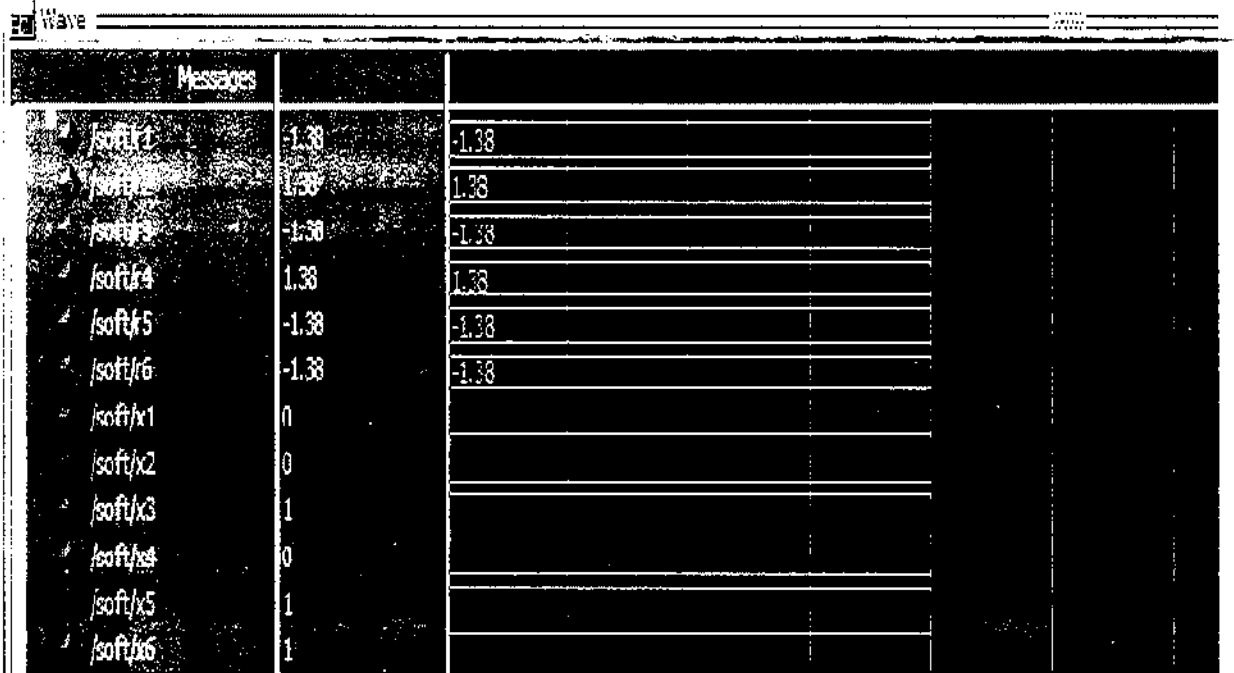 Wave
Messages
/soft/r1 -1.38 -1.38
/soft/r2 1.38 1.38
/soft/r3 -1.38 -1.38
/soft/r4 1.38 1.38
/soft/r5 -1.38 -1.38
/soft/r6 -1.38 -1.38
/soft/x1 0
/soft/x2 0
/soft/x3 1
/soft/x4 0
/soft/x5 1
/soft/x6 1